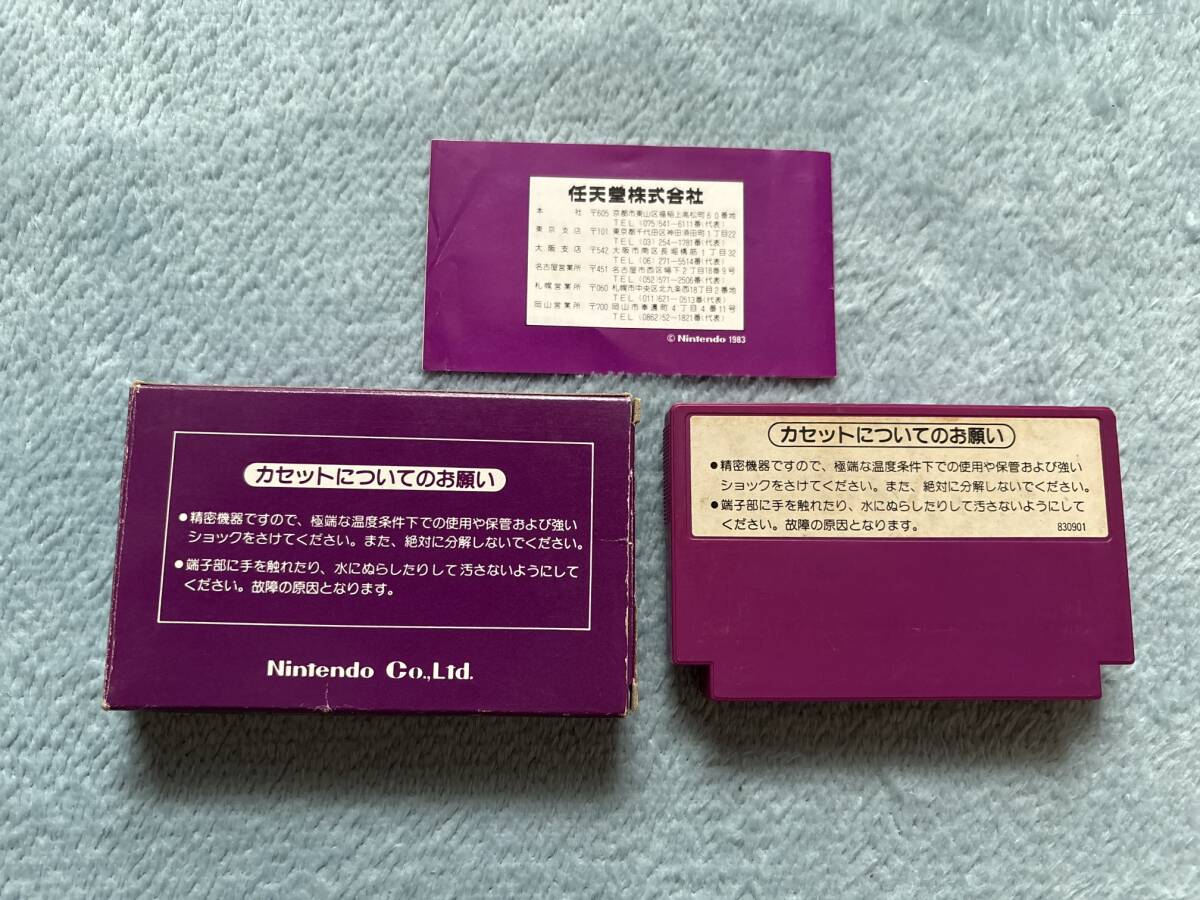 任天堂株式会社
本社 〒605 京都市東山区福稲上高松町60番地
TEL (075)541-6111番(代表)
東京支店 〒101 東京都千代田区神田須田町1丁目22
TEL (03) 254-1781番(代表)
大阪支店 〒542 大阪市南区長堀橋筋1丁目32
TEL (06) 271-5514番(代表)
名古屋営業所 〒451 名古屋市西区幅下2丁目18番9号
TEL (052)571-2506番(代表)
札幌営業所 〒060 札幌市中央区北九条西18丁目2番地
TEL (011)621-0513番(代表)
岡山営業所 〒700 岡山市奉還町4丁目4番11号
TEL (0862)52-1821番(代表)
© Nintendo 1983
カセットについてのお願い
●精密機器ですので、極端な温度条件下での使用や保管および強い
ショックをさけてください。また、絶対に分解しないでください。
●端子部に手を触れたり、水にぬらしたりして汚さないようにして
ください。故障の原因となります。
Nintendo Co.,Ltd.
カセットについてのお願い
●精密機器ですので、極端な温度条件下での使用や保管および強い
ショックをさけてください。また、絶対に分解しないでください。
●端子部に手を触れたり、水にぬらしたりして汚さないようにして
ください。故障の原因となります。
830901